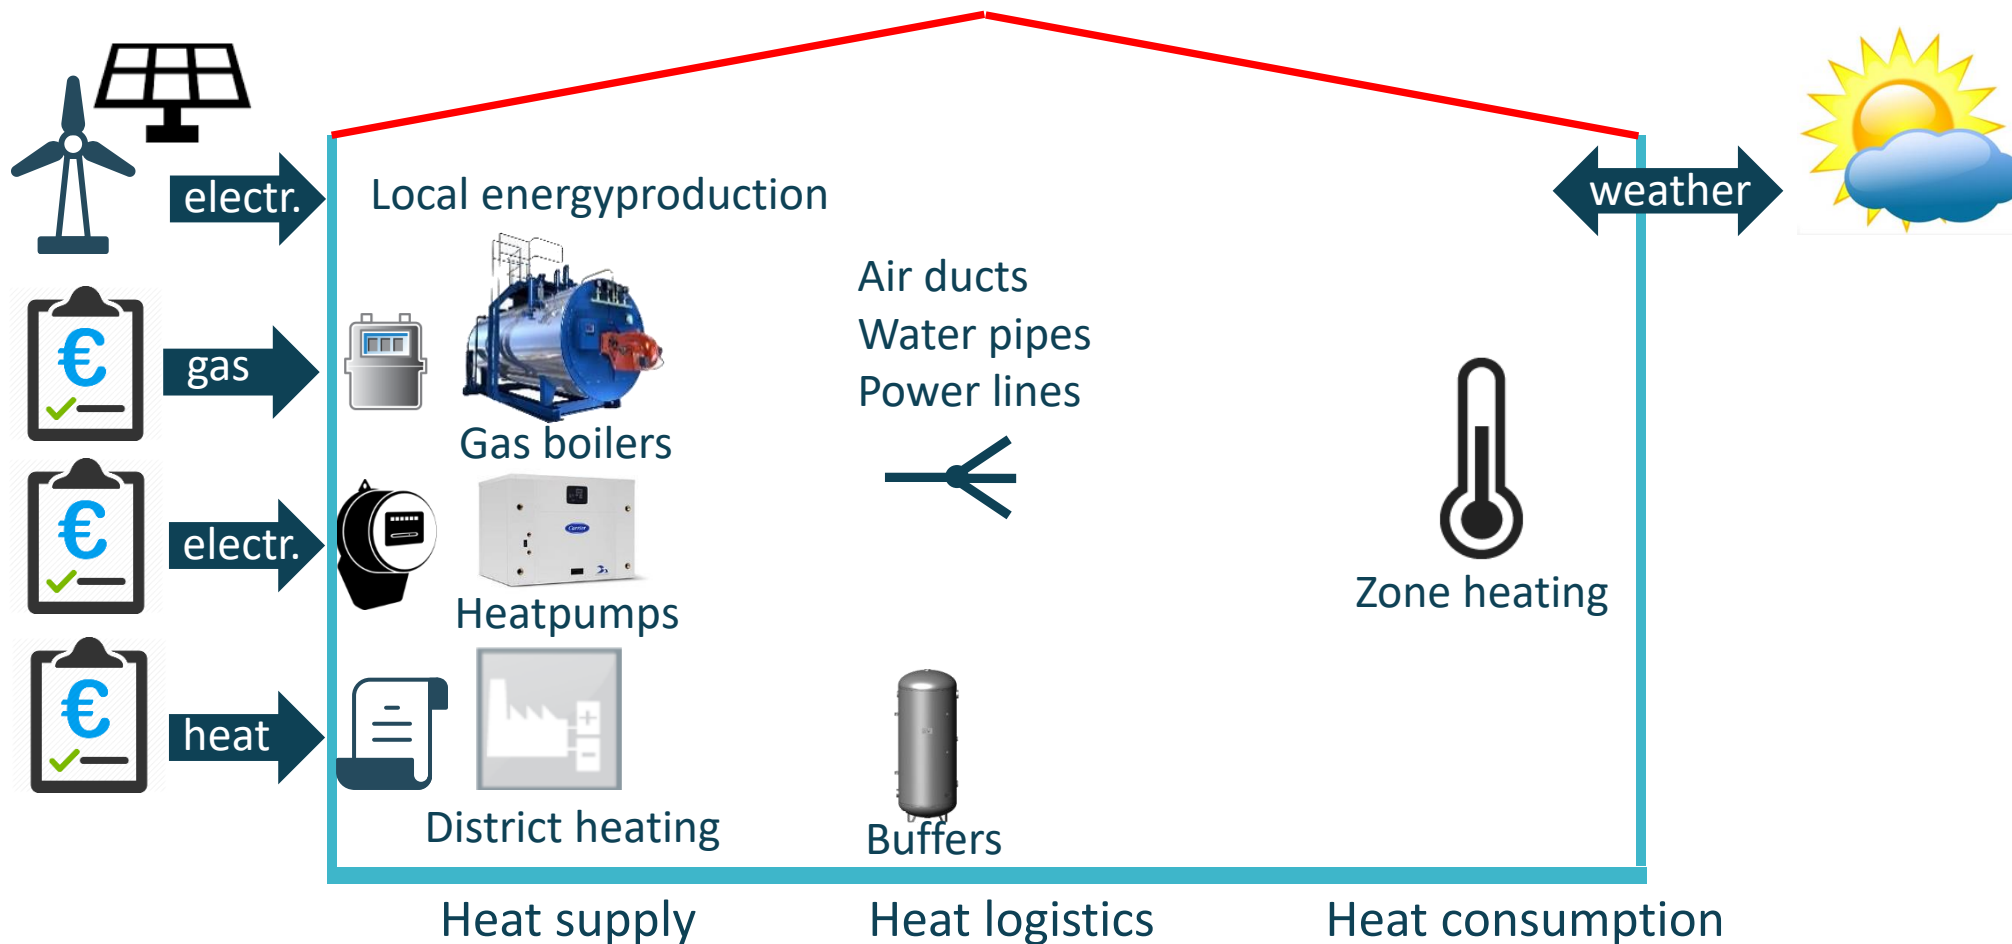 electr.
Local energyproduction
weather
Air ducts
Water pipes
Power lines
€
gas
Gas boilers
€
electr.
Carrier
Heatpumps
Zone heating
€
heat
+
−
District heating
Buffers
Heat supply
Heat logistics
Heat consumption